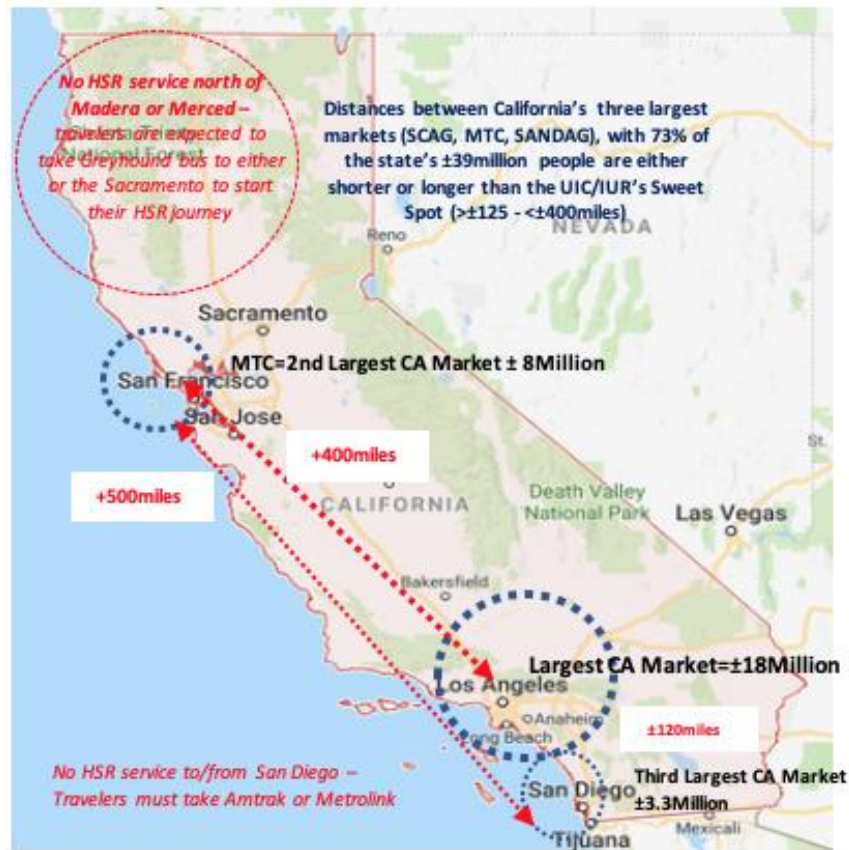 No HSR service north of
Madera or Merced –
travelers are expected to
take Greyhound bus to either
or the Sacramento to start
their HSR journey
National Forest
Distances between California's three largest
markets (SCAG, MTC, SANDAG), with 73% of
the state's ±39million people are either
shorter or longer than the UIC/IUR's Sweet
Spot (>±125 - <±400miles)
NEVADA
Reno
Sacramento
MTC=2nd Largest CA Market ± 8Million
San Francisco
San Jose
+400miles
+500miles
CALIFORNIA
St.
Death Valley
National Park
Las Vegas
Bakersfield
Largest CA Market=±18Million
Los Angeles
Anaheim
Long Beach
±120miles
No HSR service to/from San Diego –
Travelers must take Amtrak or Metrolink
San Diego
Third Largest CA Market
±3.3Million
Tijuana
Mexicali